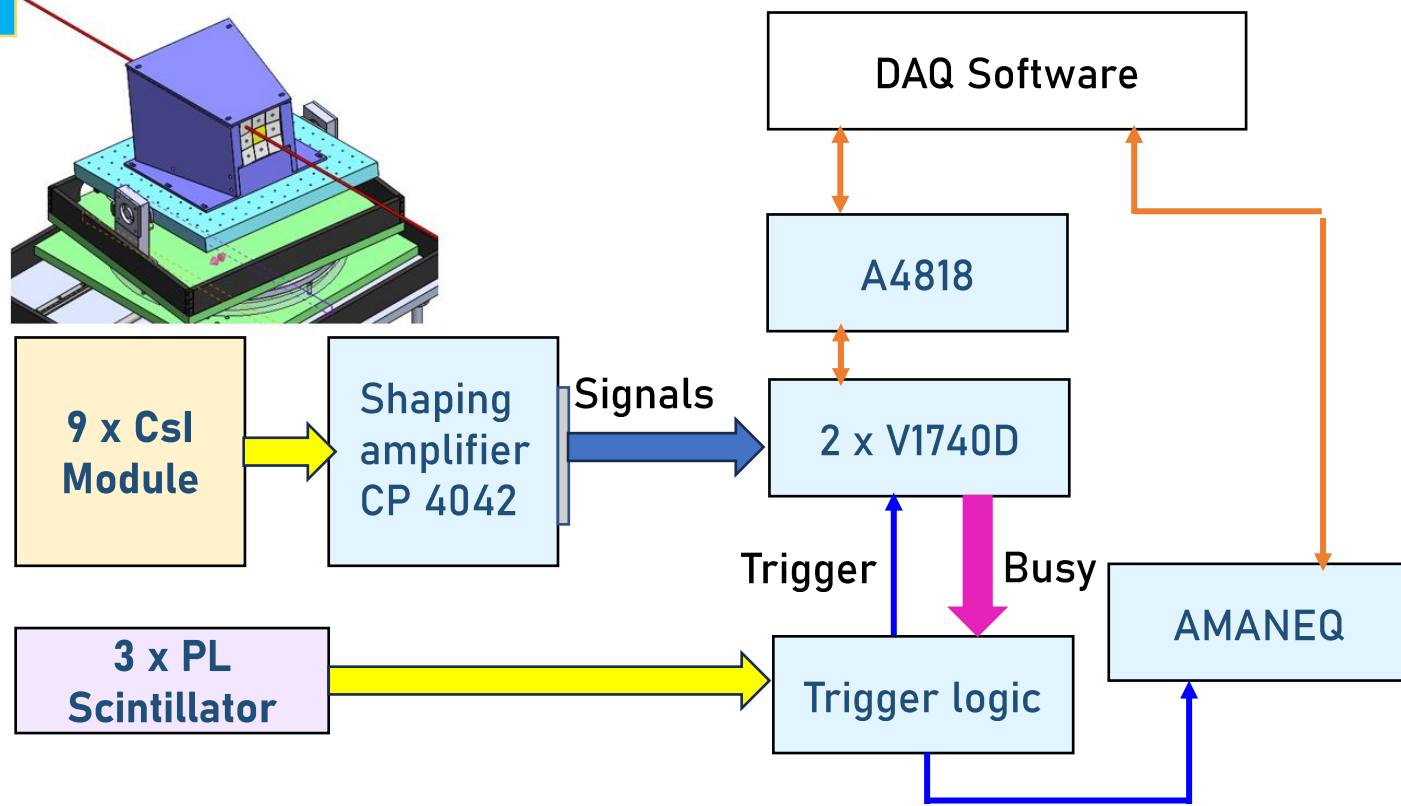 DAQ Software
A4818
9 x CsI
Module
Shaping
amplifier
CP 4042
Signals
2 x V1740D
Trigger
Busy
AMANEQ
3 x PL
Scintillator
Trigger logic